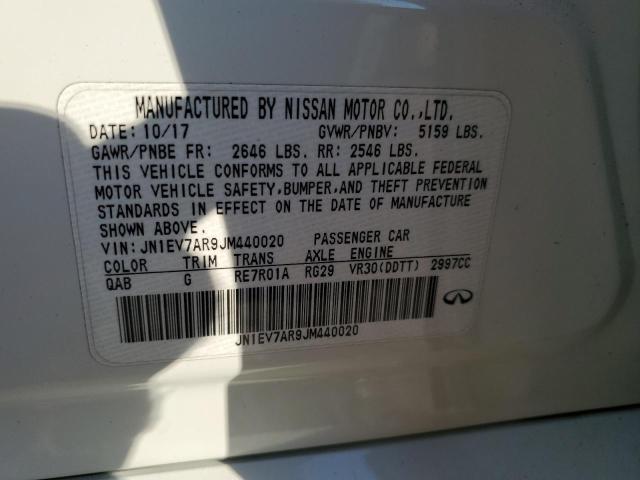 MANUFACTURED BY NISSAN MOTOR CO.,LTD.
DATE: 10/17 GVWR/PNBV: 5159 LBS.
GAWR/PNBE FR: 2646 LBS. RR: 2546 LBS.
THIS VEHICLE CONFORMS TO ALL APPLICABLE FEDERAL
MOTOR VEHICLE SAFETY,BUMPER,AND THEFT PREVENTION
STANDARDS IN EFFECT ON THE DATE OF MANUFACTURE
SHOWN ABOVE.
VIN: JN1EV7AR9JM440020 PASSENGER CAR
COLOR TRIM TRANS AXLE ENGINE
QAB G RE7R01A RG29 VR30(DDTT) 2997CC
JN1EV7AR9JM440020